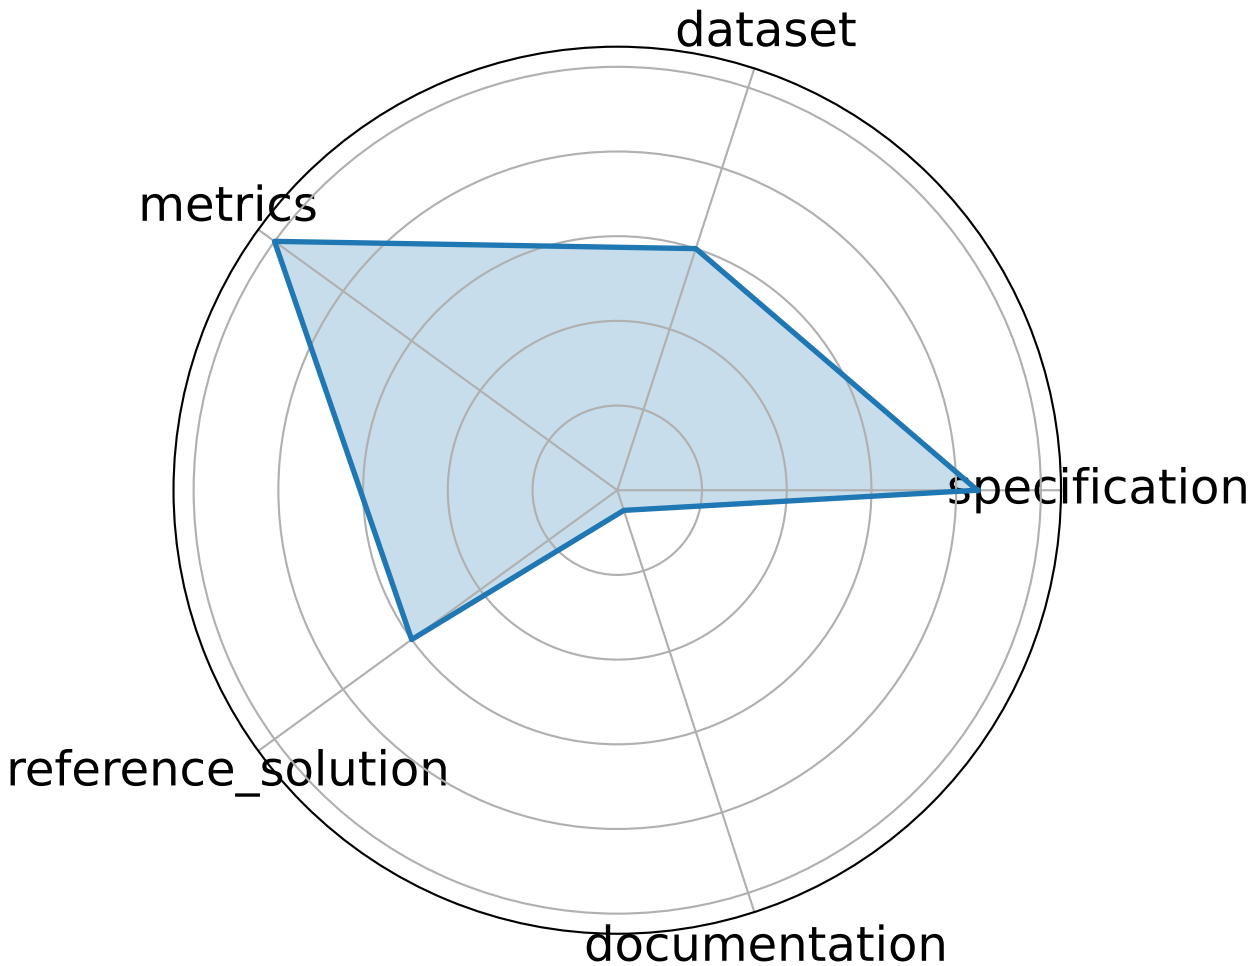 dataset
metrics
specification
reference_solution
documentation